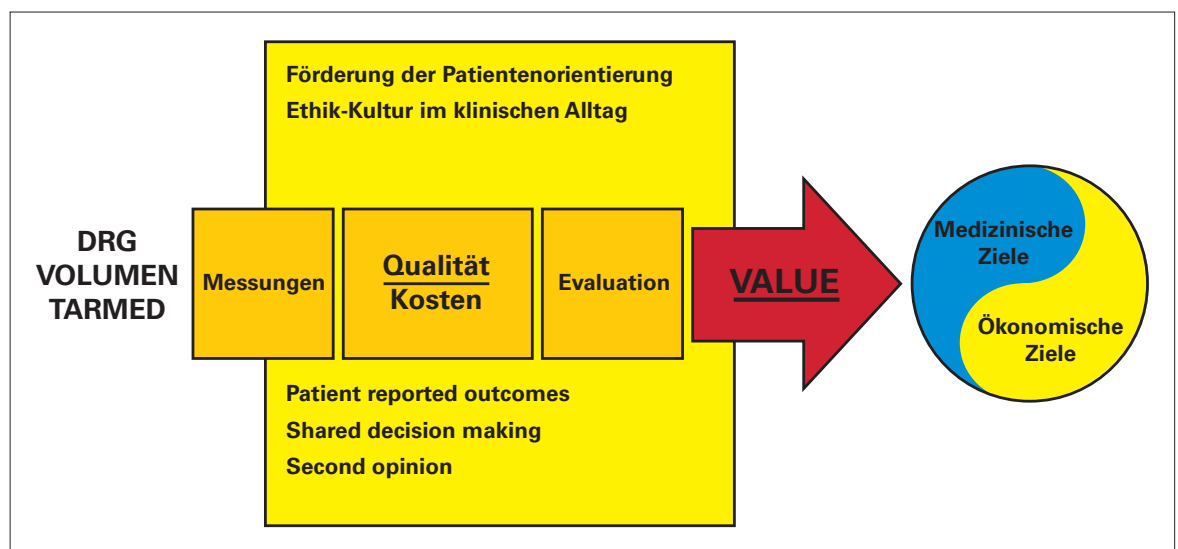 Förderung der Patientenorientierung
Ethik-Kultur im klinischen Alltag
DRG
VOLUMEN
TARMED
Messungen
Qualität
Kosten
Evaluation
VALUE
Medizinische
Ziele
Ökonomische
Ziele
Patient reported outcomes
Shared decision making
Second opinion